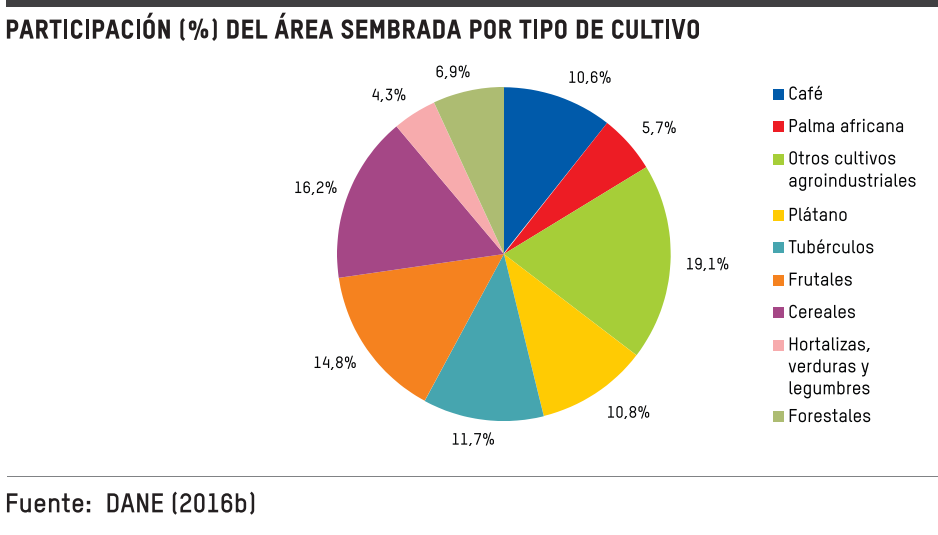 PARTICIPACIÓN (%) DEL ÁREA SEMBRADA POR TIPO DE CULTIVO
6,9%
10,6%
4,3%
5,7%
16,2%
19,1%
14,8%
10,8%
11,7%
Café
Palma africana
Otros cultivos
agroindustriales
Plátano
Tubérculos
Frutales
Cereales
Hortalizas,
verduras y
legumbres
Forestales
Fuente: DANE (2016b)